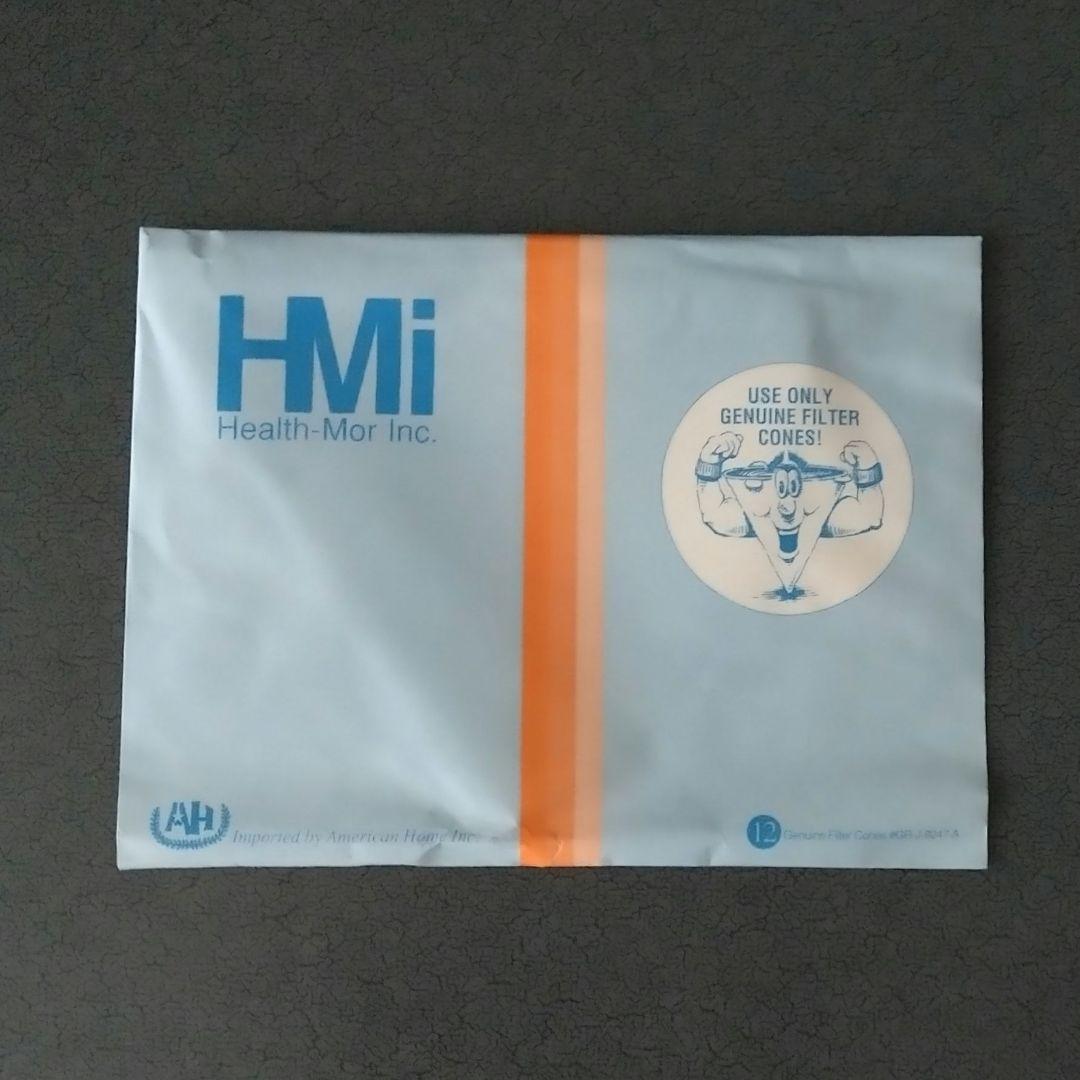 HMi
Health-Mor Inc.
USE ONLY
GENUINE FILTER
CONES!
AH
Imported by American Home Inc.
12 Genuine Filter Cones